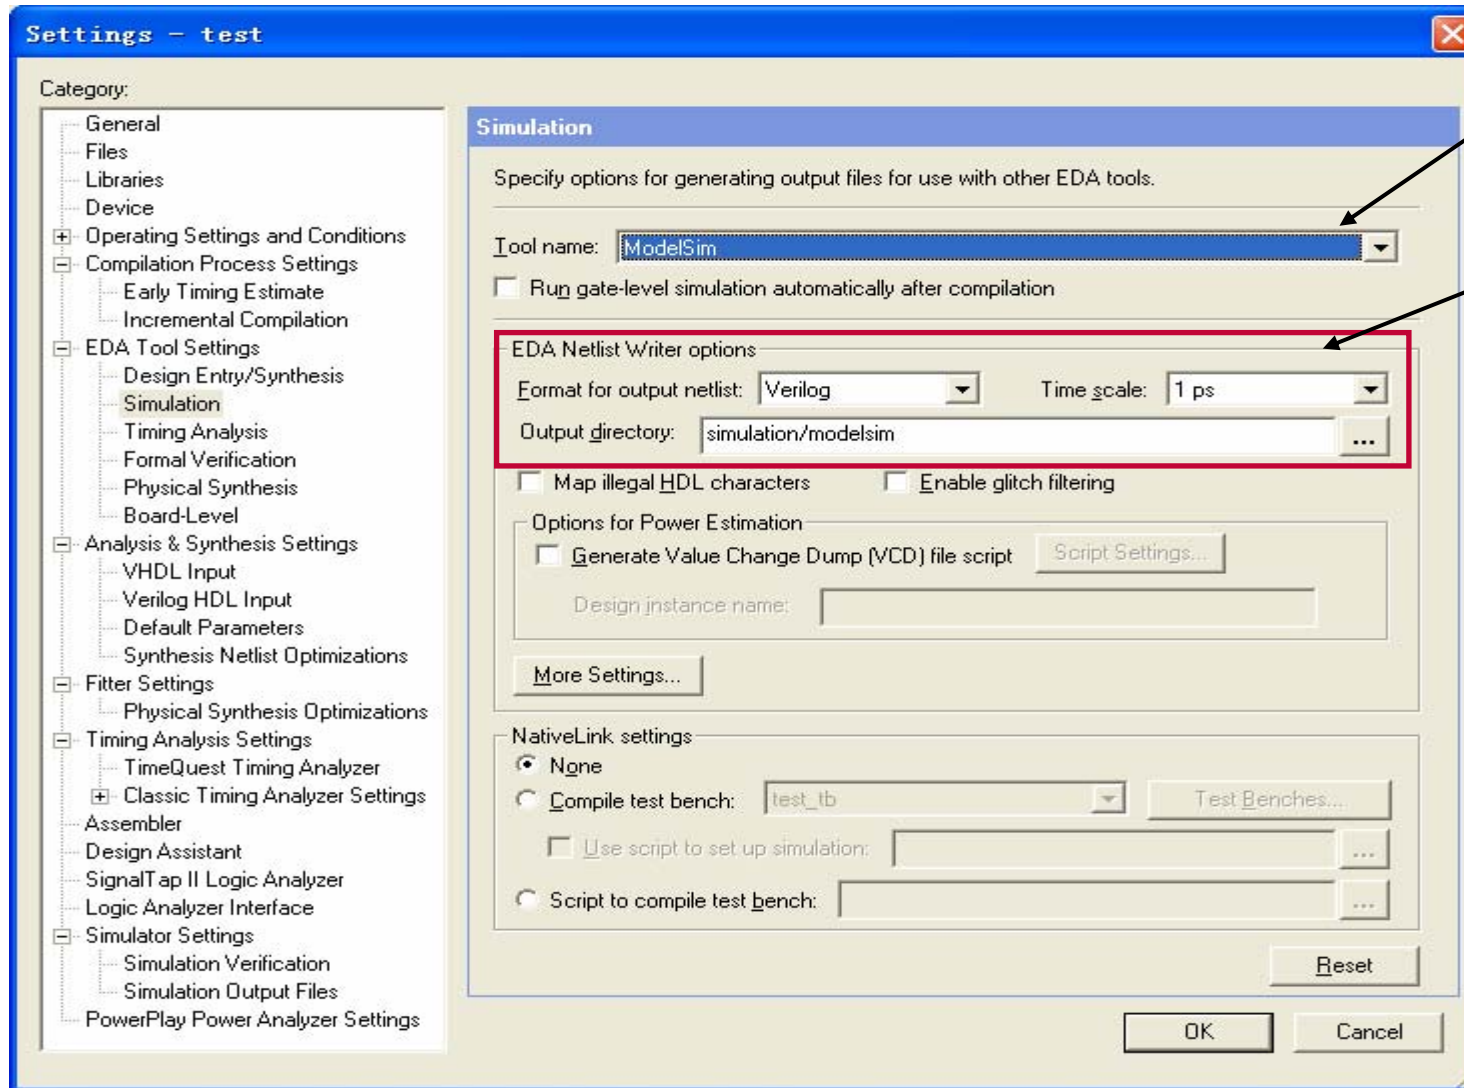 Settings - test
Category:
General
Files
Libraries
Device
Operating Settings and Conditions
Compilation Process Settings
Early Timing Estimate
Incremental Compilation
EDA Tool Settings
Design Entry/Synthesis
Simulation
Timing Analysis
Formal Verification
Physical Synthesis
Board-Level
Analysis & Synthesis Settings
VHDL Input
Verilog HDL Input
Default Parameters
Synthesis Netlist Optimizations
Fitter Settings
Physical Synthesis Optimizations
Timing Analysis Settings
TimeQuest Timing Analyzer
Classic Timing Analyzer Settings
Assembler
Design Assistant
SignalTap II Logic Analyzer
Logic Analyzer Interface
Simulator Settings
Simulation Verification
Simulation Output Files
PowerPlay Power Analyzer Settings
Simulation
Specify options for generating output files for use with other EDA tools.
Tool name: ModelSim
Run gate-level simulation automatically after compilation
EDA Netlist Writer options
Format for output netlist: Verilog Time scale: 1 ps
Output directory: simulation/modelsim ...
Map illegal HDL characters Enable glitch filtering
Options for Power Estimation
Generate Value Change Dump (VCD) file script Script Settings...
Design instance name:
More Settings...
NativeLink settings
None
Compile test bench: test_tb Test Benches...
Use script to set up simulation: ...
Script to compile test bench: ...
Reset
OK Cancel